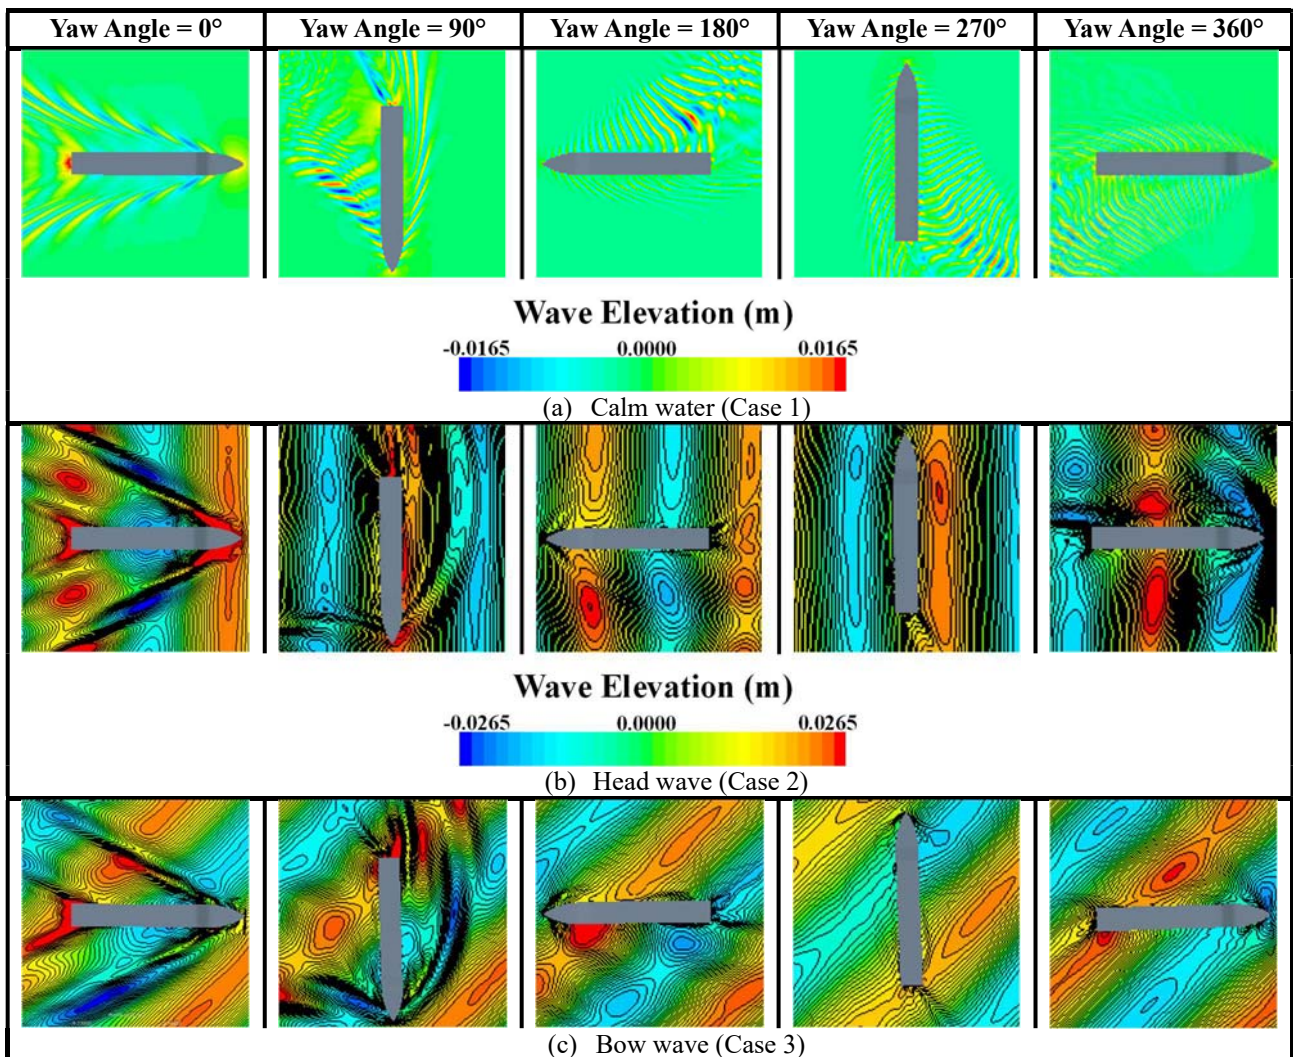 Yaw Angle = 0° Yaw Angle = 90° Yaw Angle = 180° Yaw Angle = 270° Yaw Angle = 360°
Wave Elevation (m)
-0.0165 0.0000 0.0165
(a) Calm water (Case 1)
Wave Elevation (m)
-0.0265 0.0000 0.0265
(b) Head wave (Case 2)
(c) Bow wave (Case 3)